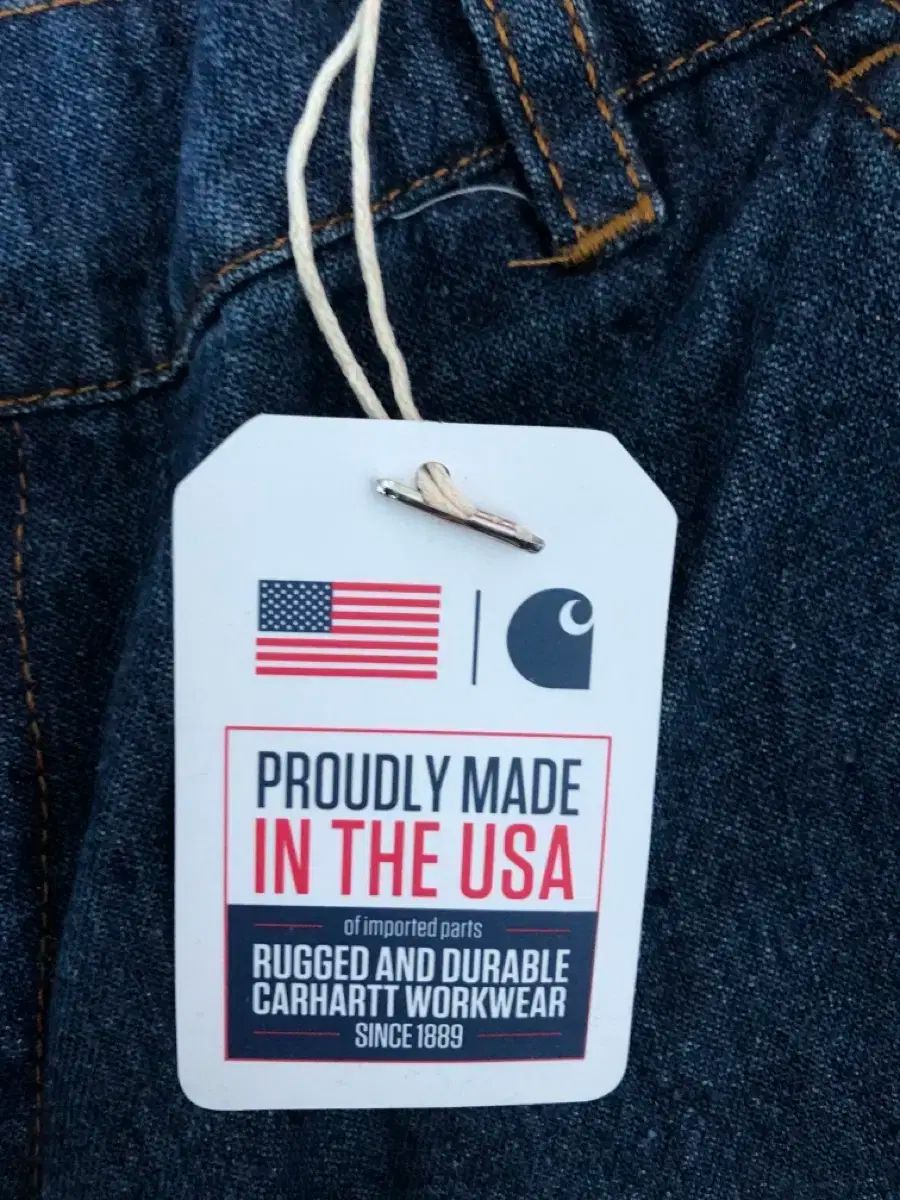 PROUDLY MADE
IN THE USA
of imported parts
RUGGED AND DURABLE
CARHARTT WORKWEAR
SINCE 1889